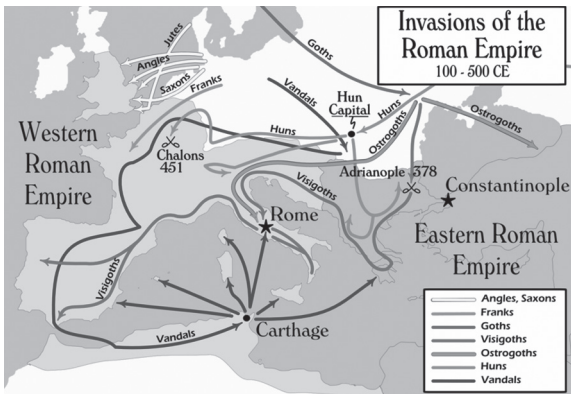 Invasions of the
Roman Empire
100 - 500 CE
Jutes
Angles
Saxons
Franks
Goths
Vandals
Hun
Capital
Huns
Ostrogoths
Ostrogoths
Huns
Western
Roman
Empire
Chalons
451
Adrianople 378
Visigoths
Constantinople
Rome
Eastern Roman
Empire
Visigoths
Carthage
Vandals
Angles, Saxons
Franks
Goths
Visigoths
Ostrogoths
Huns
Vandals